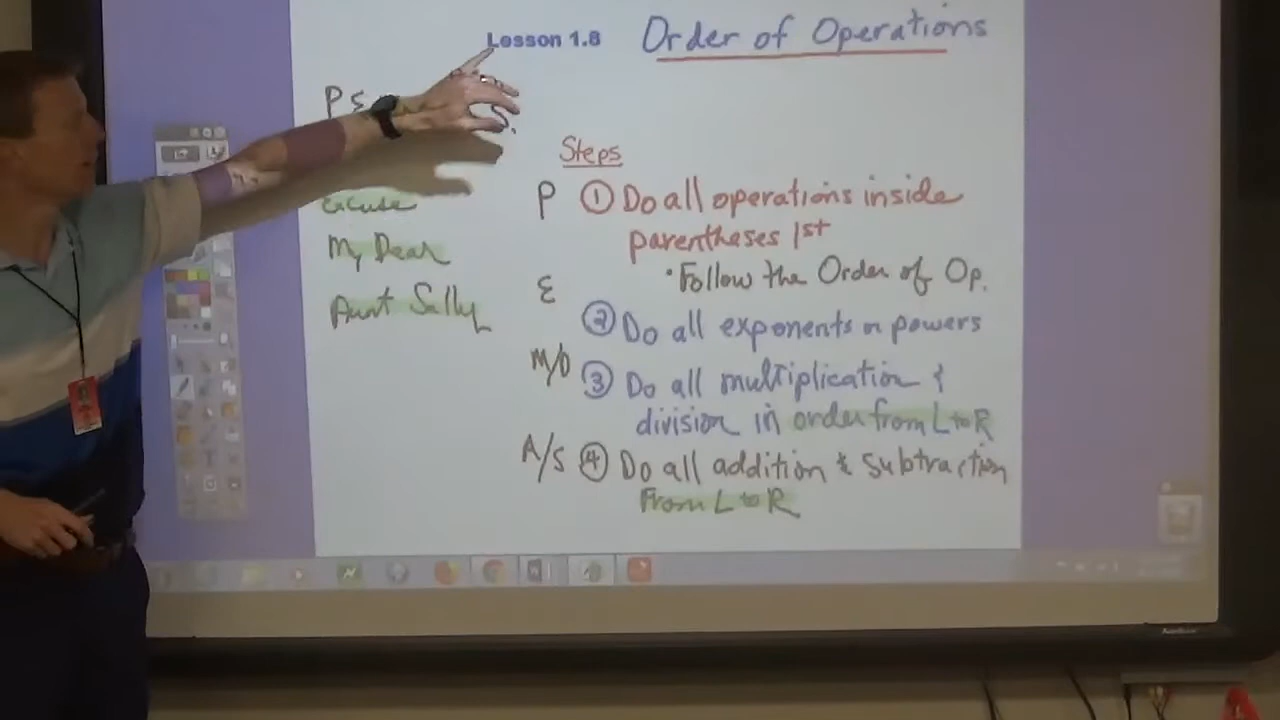 Lesson 1.8 Order of Operations
P E S.
Excuse
My Dear
Aunt Sally
Steps
P ① Do all operations inside
parentheses 1st
• Follow the Order of Op.
E
② Do all exponents or powers
M/D ③ Do all multiplication &
division in order from L to R
A/S ④ Do all addition & Subtraction
From L to R